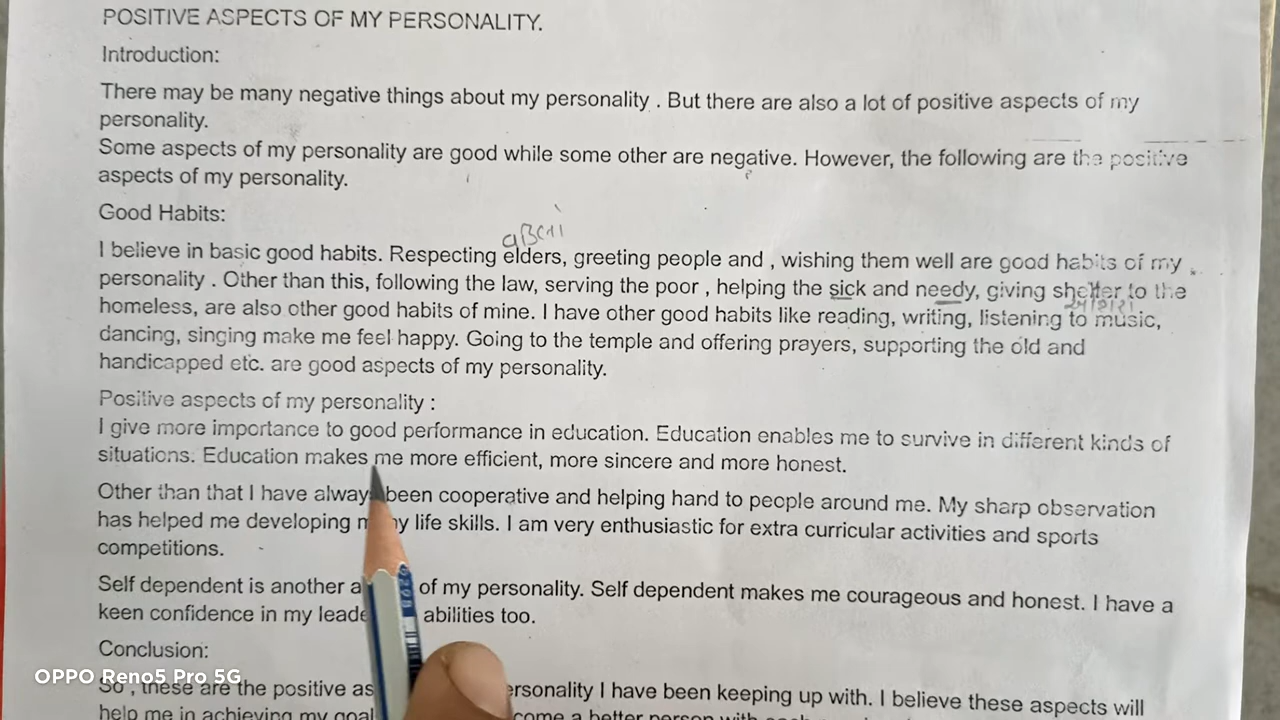 POSITIVE ASPECTS OF MY PERSONALITY.
Introduction:
There may be many negative things about my personality . But there are also a lot of positive aspects of my
personality.
Some aspects of my personality are good while some other are negative. However, the following are the positive
aspects of my personality.
Good Habits:
I believe in basic good habits. Respecting elders, greeting people and , wishing them well are good habits of my
personality . Other than this, following the law, serving the poor , helping the sick and needy, giving shelter to the
homeless, are also other good habits of mine. I have other good habits like reading, writing, listening to music,
dancing, singing make me feel happy. Going to the temple and offering prayers, supporting the old and
handicapped etc. are good aspects of my personality.
Positive aspects of my personality :
I give more importance to good performance in education. Education enables me to survive in different kinds of
situations. Education makes me more efficient, more sincere and more honest.
Other than that I have always been cooperative and helping hand to people around me. My sharp observation
has helped me developing many life skills. I am very enthusiastic for extra curricular activities and sports
competitions.
Self dependent is another of my personality. Self dependent makes me courageous and honest. I have a
keen confidence in my abilities too.
Conclusion:
OPPO Reno5 Pro 5G
So , these are the positive personality I have been keeping up with. I believe these aspects will
help me in achieving my a better person with